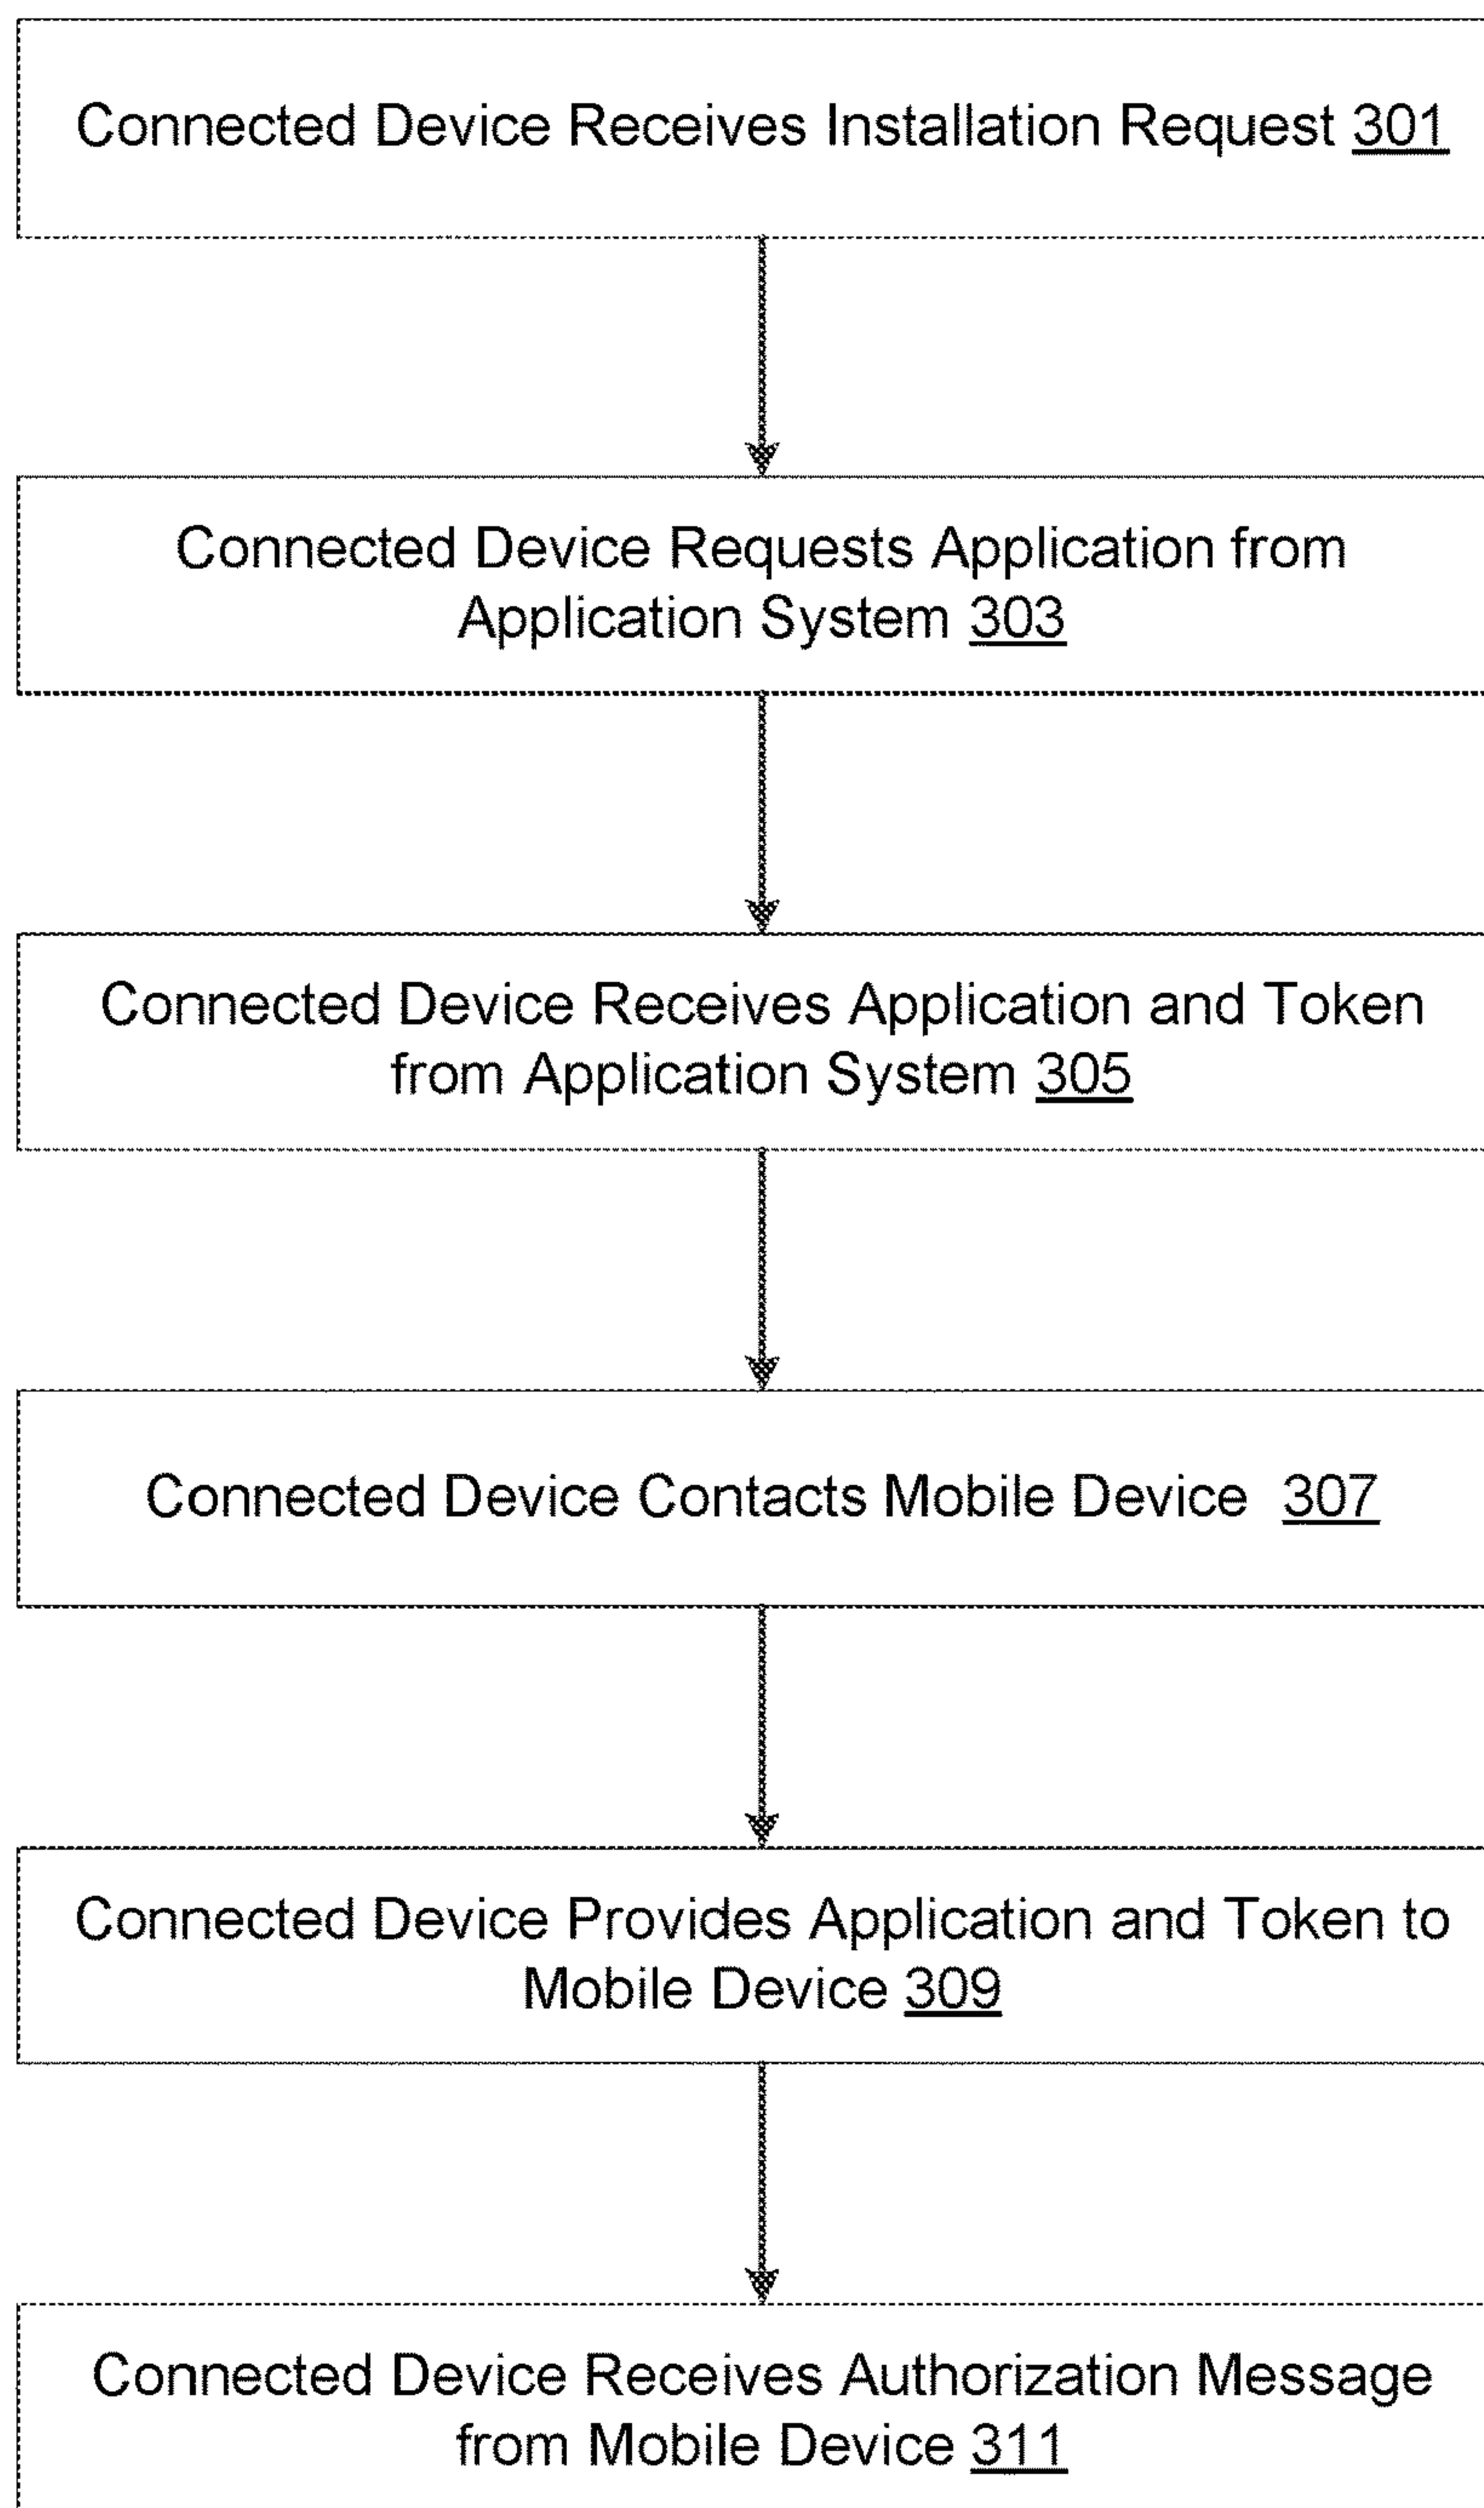 Connected Device Receives Installation Request 301
Connected Device Requests Application from
Application System 303
Connected Device Receives Application and Token
from Application System 305
Connected Device Contacts Mobile Device 307
Connected Device Provides Application and Token to
Mobile Device 309
Connected Device Receives Authorization Message
from Mobile Device 311